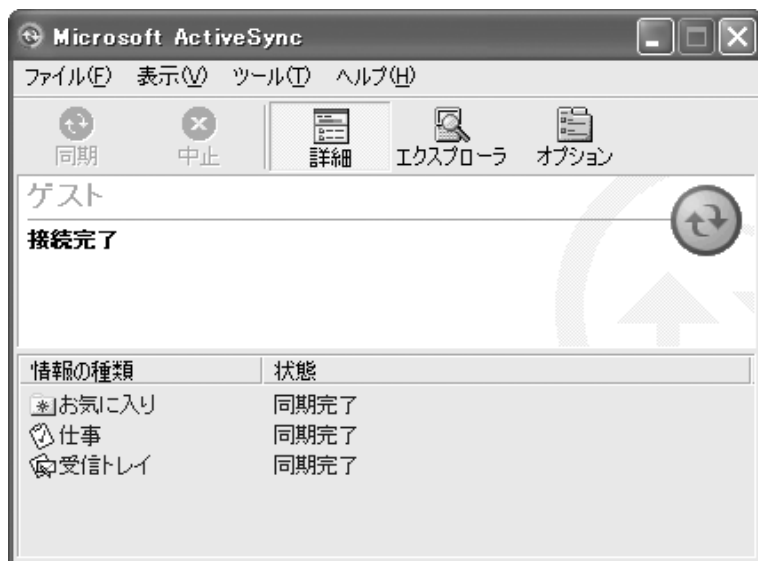 Microsoft ActiveSync
ファイル(F) 表示(V) ツール(T) ヘルプ(H)
同期 中止 詳細 エクスプローラ オプション
ゲスト
接続完了
情報の種類 状態
お気に入り 同期完了
仕事 同期完了
受信トレイ 同期完了